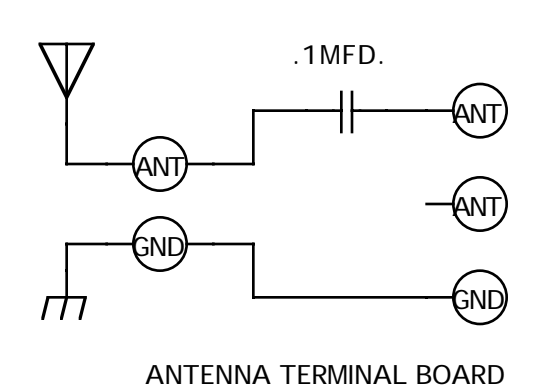 .1MFD.
ANT
ANT
ANT
GND
GND
ANTENNA TERMINAL BOARD